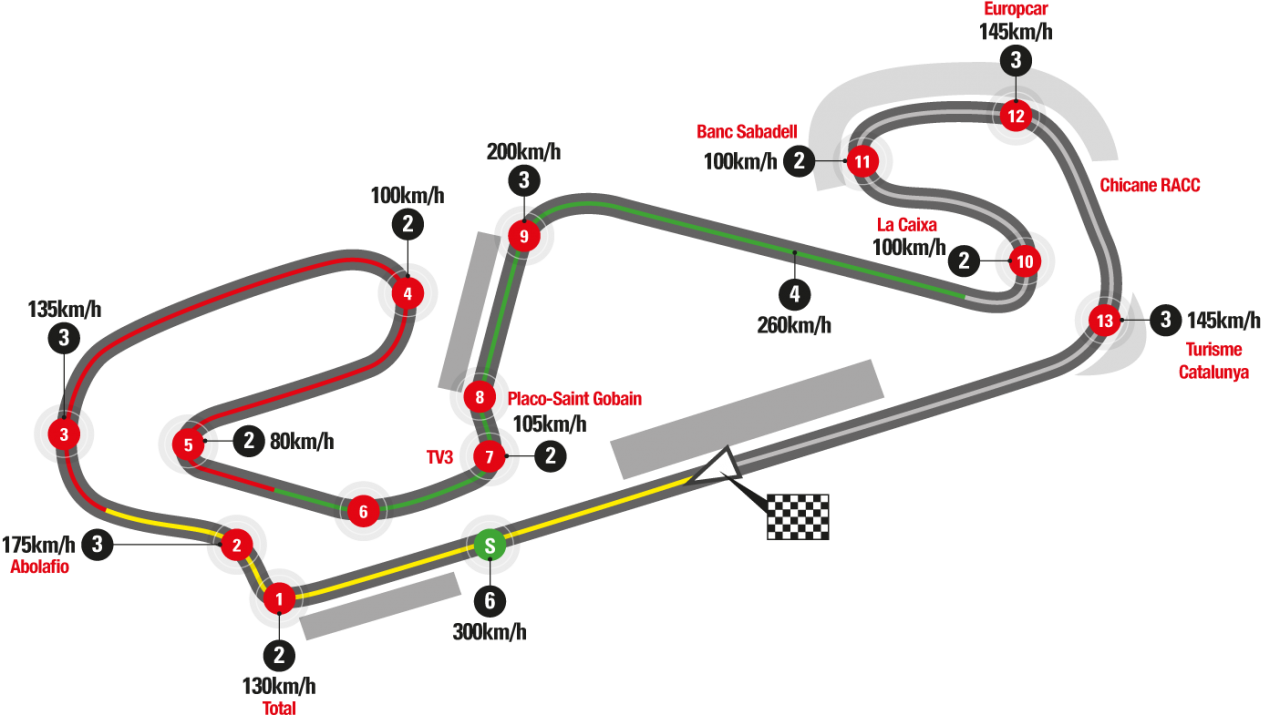 Europcar
145km/h
3
12
Banc Sabadell
100km/h 2
11
Chicane RACC
200km/h
3
9
100km/h
2
4
La Caixa
100km/h 2
10
4
260km/h
13
3 145km/h
Turisme
Catalunya
135km/h
3
3
5
2 80km/h
8
Placo-Saint Gobain
105km/h
TV3
7
2
6
175km/h 3
Abolafio
2
S
6
300km/h
1
2
130km/h
Total